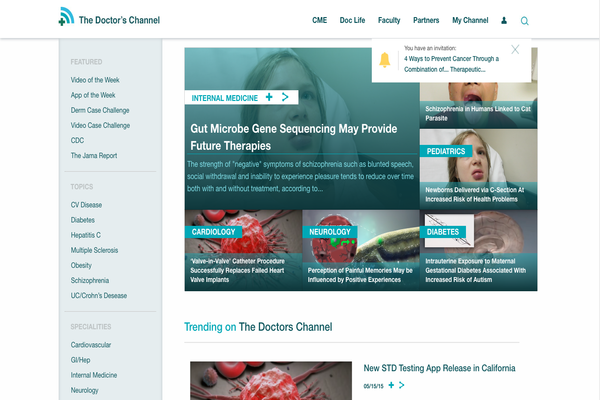 The Doctor's Channel
CME
Doc Life
Faculty
Partners
My Channel
You have an invitation:
4 Ways to Prevent Cancer Through a
Combination of... Therapeutic...
FEATURED
Video of the Week
App of the Week
Derm Case Challenge
Video Case Challenge
CDC
The Jama Report
TOPICS
CV Disease
Diabetes
Hepatitis C
Multiple Sclerosis
Obesity
Schizophrenia
UC/Crohn's Desease
SPECIALITIES
Cardiovascular
GI/Hep
Internal Medicine
Neurology
INTERNAL MEDICINE
Gut Microbe Gene Sequencing May Provide
Future Therapies
The strength of "negative" symptoms of schizophrenia such as blunted speech,
social withdrawal and inability to experience pleasure tends to reduce over time
both with and without treatment, according to...
Schizophrenia in Humans Linked to Cat
Parasite
PEDIATRICS
Newborns Delivered via C-Section At
Increased Risk of Health Problems
CARDIOLOGY
'Valve-in-Valve' Catheter Procedure
Successfully Replaces Failed Heart
Valve Implants
NEUROLOGY
Perception of Painful Memories May be
Influenced by Positive Experiences
DIABETES
Intrauterine Exposure to Maternal
Gestational Diabetes Associated With
Increased Risk of Autism
Trending on The Doctors Channel
New STD Testing App Release in California
05/15/15